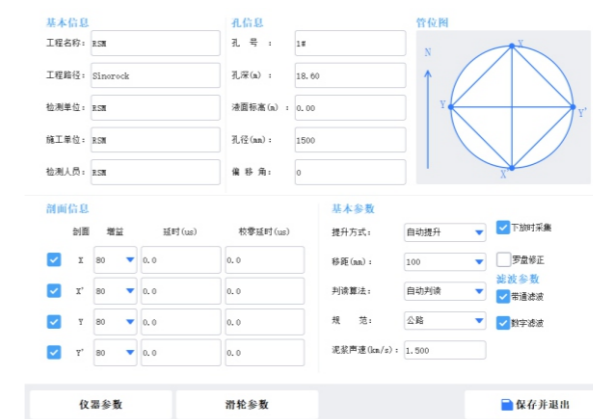 基本信息
工程名称： RSM
工程路径： Sinorock
检测单位： RSM
施工单位： RSM
检测人员： RSM
孔信息
孔 号 ： 1#
孔深(m) ： 18.60
液面标高(m) ： 0.00
孔径(mm)： 1500
偏 移 角： 0
管位图
N
X
Y
Y'
X'
剖面信息
剖面 增益 延时(us) 校零延时(us)
X 80 0.0 0.0
X' 80 0.0 0.0
Y 80 0.0 0.0
Y' 80 0.0 0.0
基本参数
提升方式： 自动提升
移距(mm)： 100
判读算法： 自动判读
规 范： 公路
泥浆声速(km/s)： 1.500
下放时采集
罗盘修正
滤波参数
带通滤波
数字滤波
仪器参数
滑轮参数
保存并退出